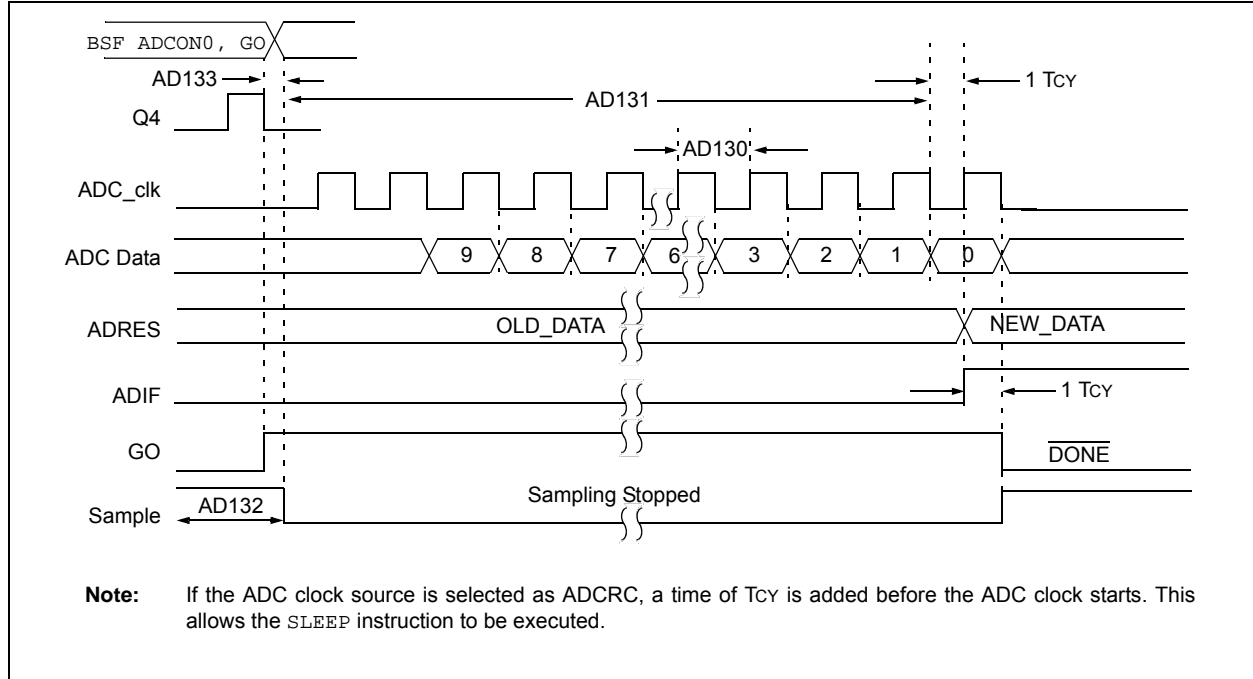 BSF ADCON0, GO
AD133
1 TCY
AD131
Q4
AD130
ADC_clk
ADC Data 9 8 7 6 3 2 1 0
ADRES OLD_DATA NEW_DATA
ADIF 1 TCY
GO DONE
Sample AD132 Sampling Stopped
Note: If the ADC clock source is selected as ADCRC, a time of TCY is added before the ADC clock starts. This
allows the SLEEP instruction to be executed.